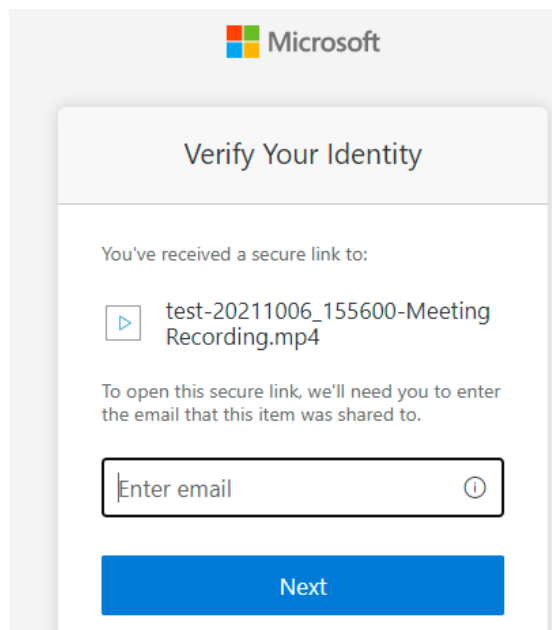 Microsoft
Verify Your Identity
You've received a secure link to:
test-20211006_155600-Meeting
Recording.mp4
To open this secure link, we'll need you to enter
the email that this item was shared to.
Enter email
Next